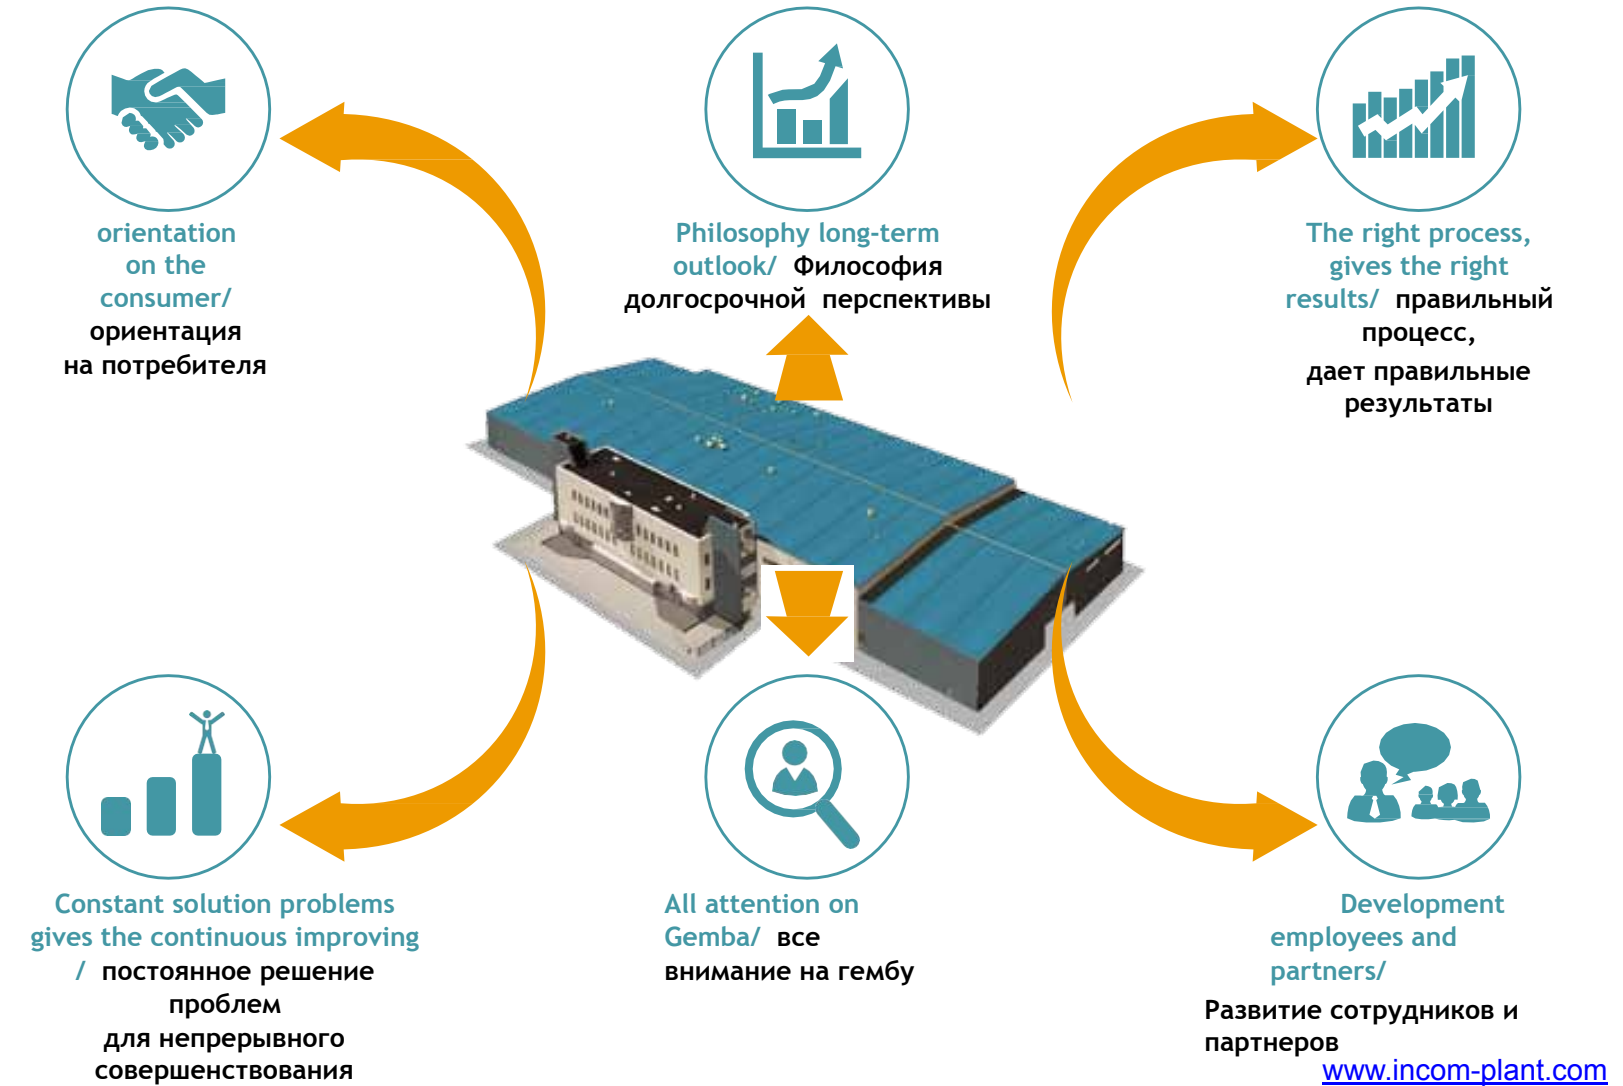 orientation
on the
consumer/
ориентация
на потребителя
Philosophy long-term
outlook/ Философия
долгосрочной перспективы
The right process,
gives the right
results/ правильный
процесс,
дает правильные
результаты
Constant solution problems
gives the continuous improving
/ постоянное решение
проблем
для непрерывного
совершенствования
All attention on
Gemba/ все
внимание на гембу
Development
employees and
partners/
Развитие сотрудников и
партнеров
www.incom-plant.com